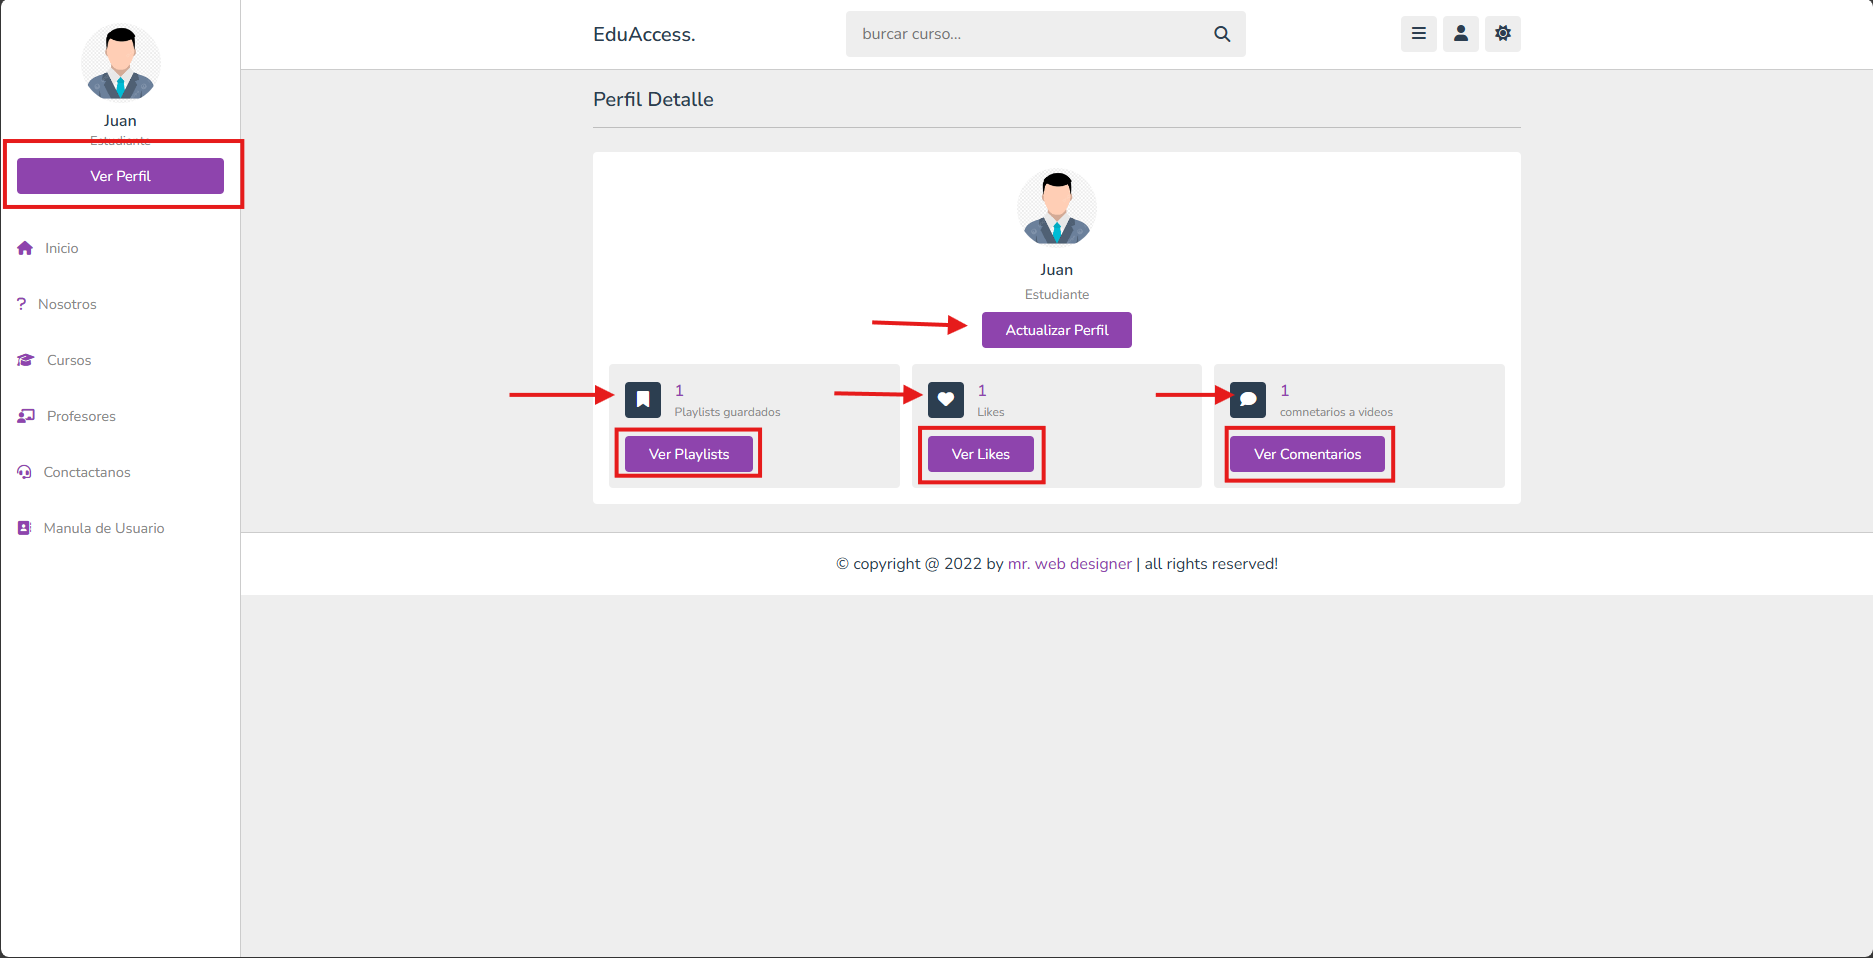 Juan
Estudiante
Ver Perfil
Inicio
Nosotros
Cursos
Profesores
Conctactanos
Manula de Usuario
EduAccess.
burcar curso...
Perfil Detalle
Juan
Estudiante
Actualizar Perfil
1
Playlists guardados
Ver Playlists
1
Likes
Ver Likes
1
comnetarios a videos
Ver Comentarios
© copyright @ 2022 by mr. web designer | all rights reserved!